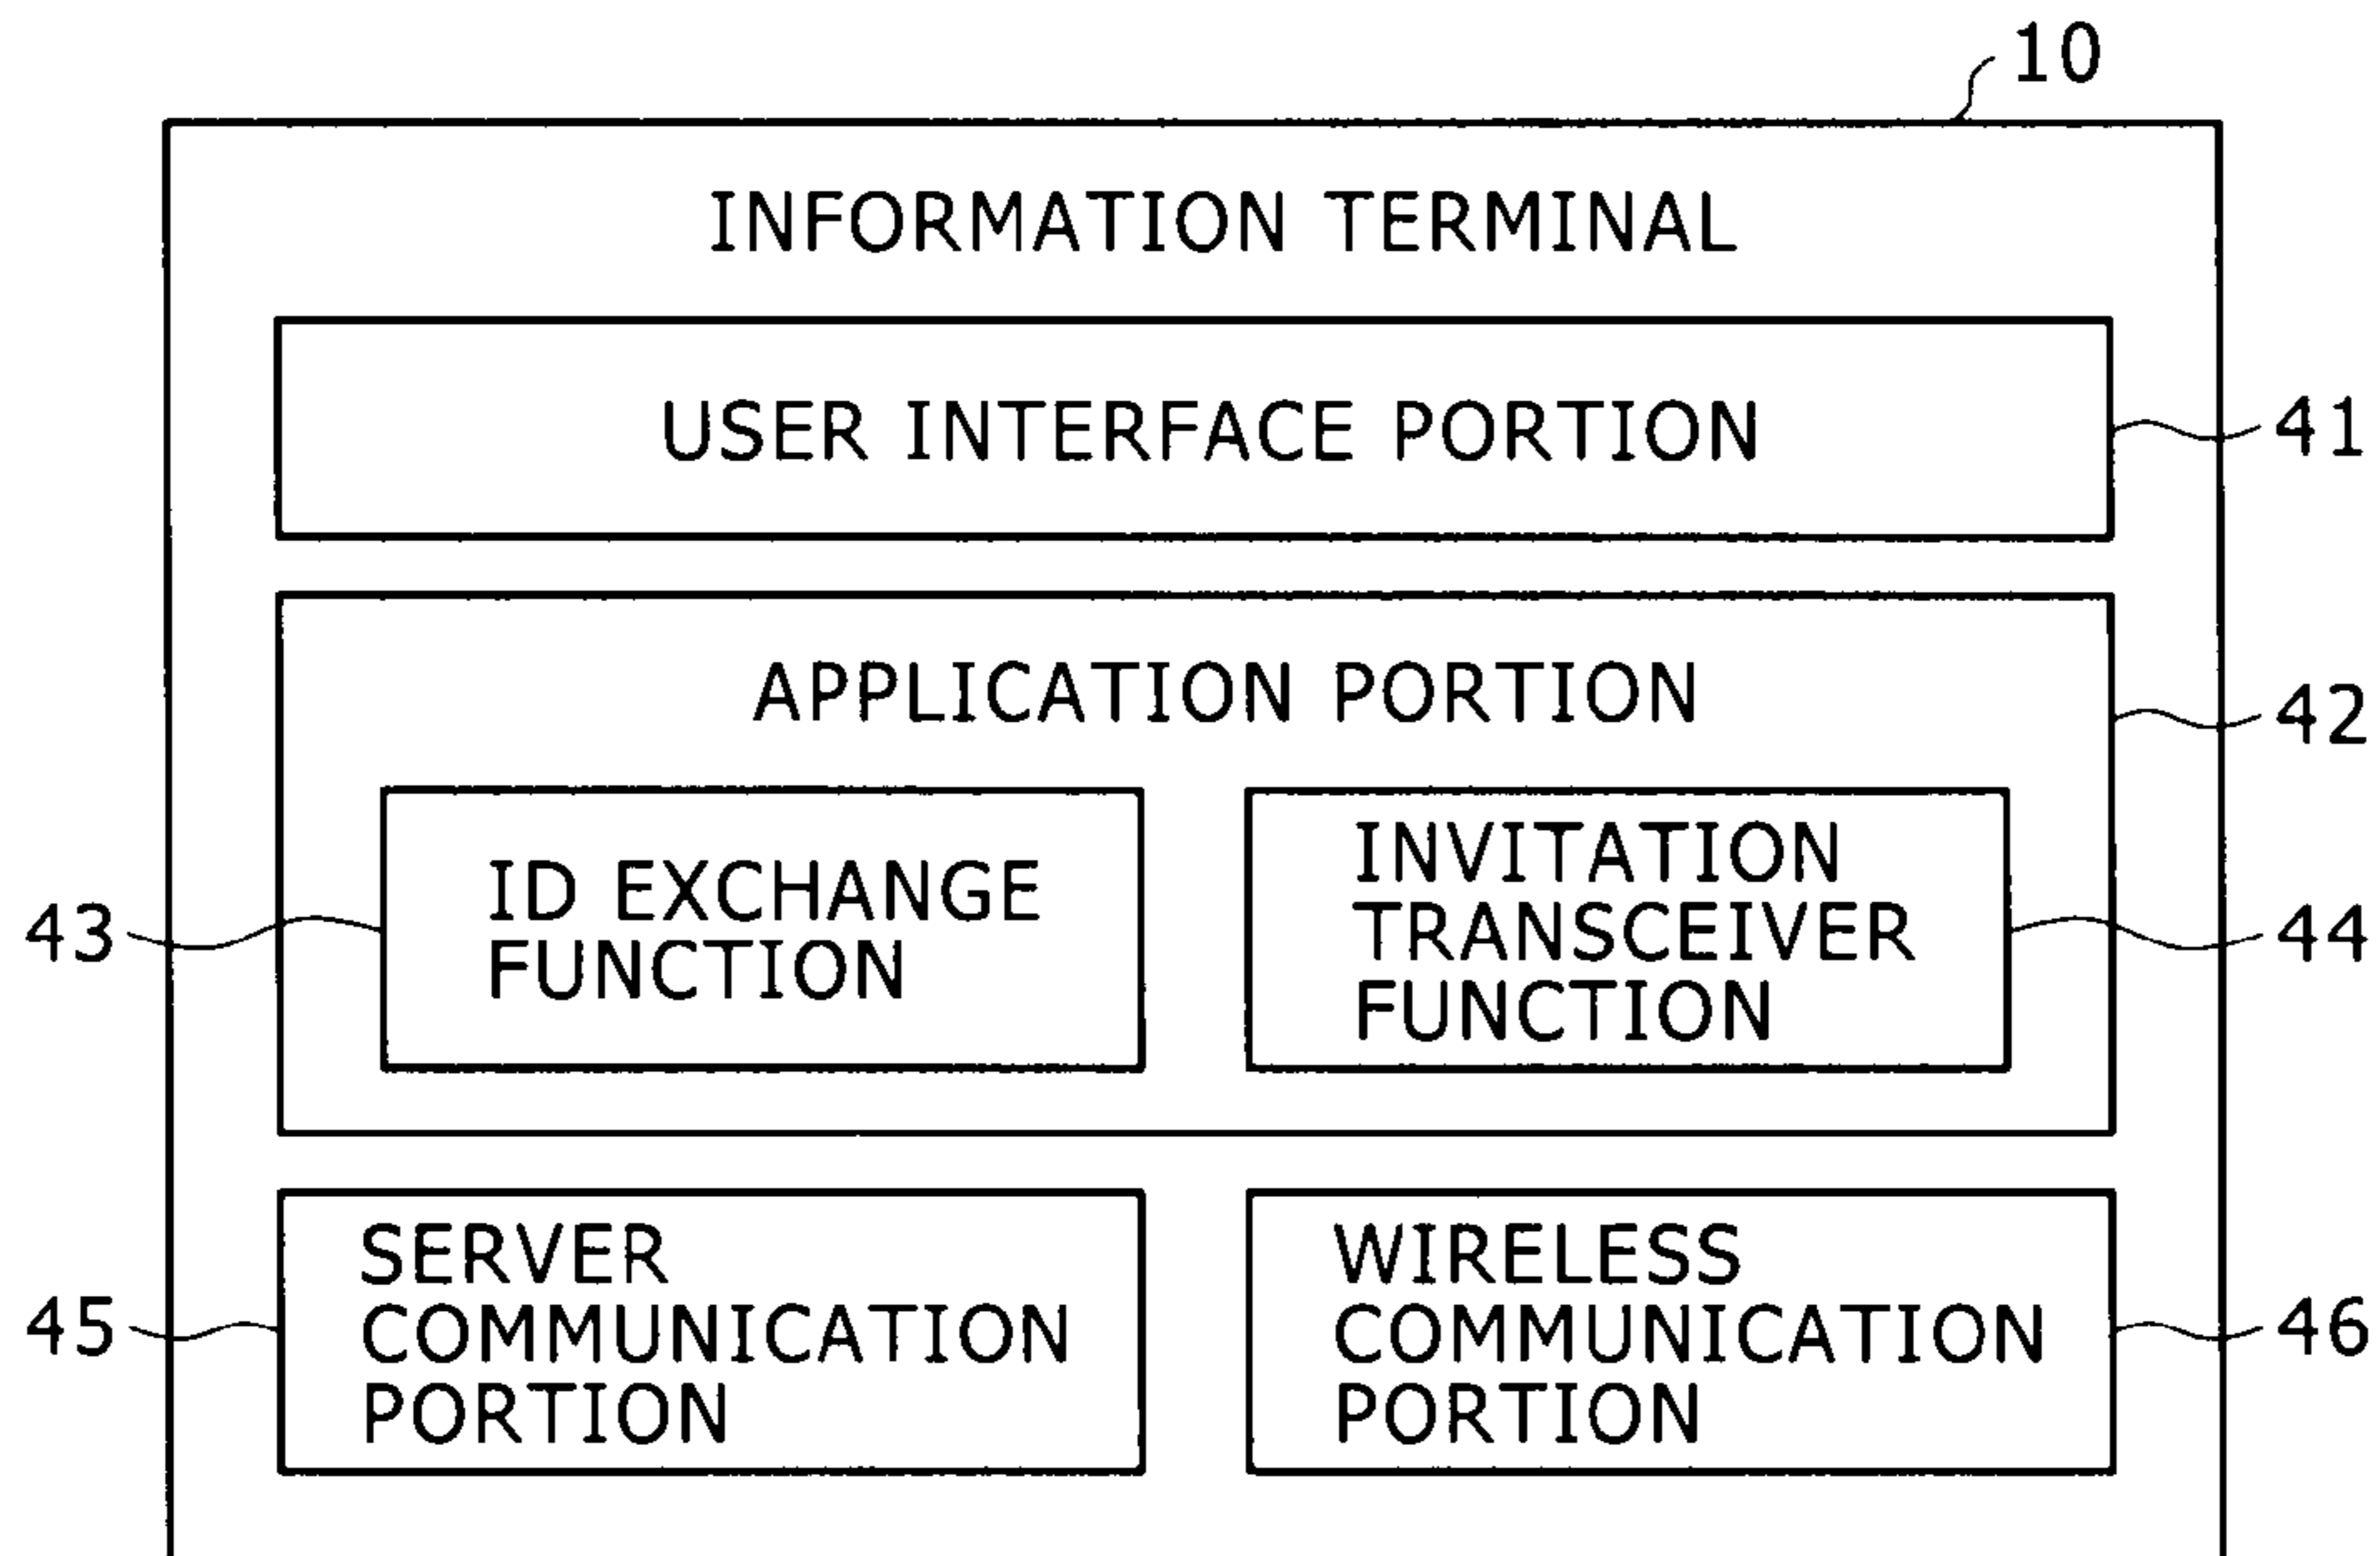 10
INFORMATION TERMINAL
USER INTERFACE PORTION
41
APPLICATION PORTION
42
43
ID EXCHANGE
FUNCTION
INVITATION
TRANSCEIVER
FUNCTION
44
45
SERVER
COMMUNICATION
PORTION
WIRELESS
COMMUNICATION
PORTION
46